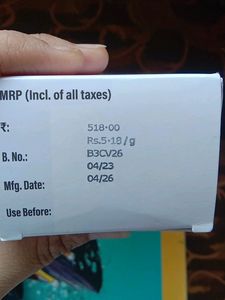 MRP (Incl. of all taxes)
₹: 518·00
Rs.5·18/g
B. No.: B3CV26
Mfg. Date: 04/23
Use Before: 04/26